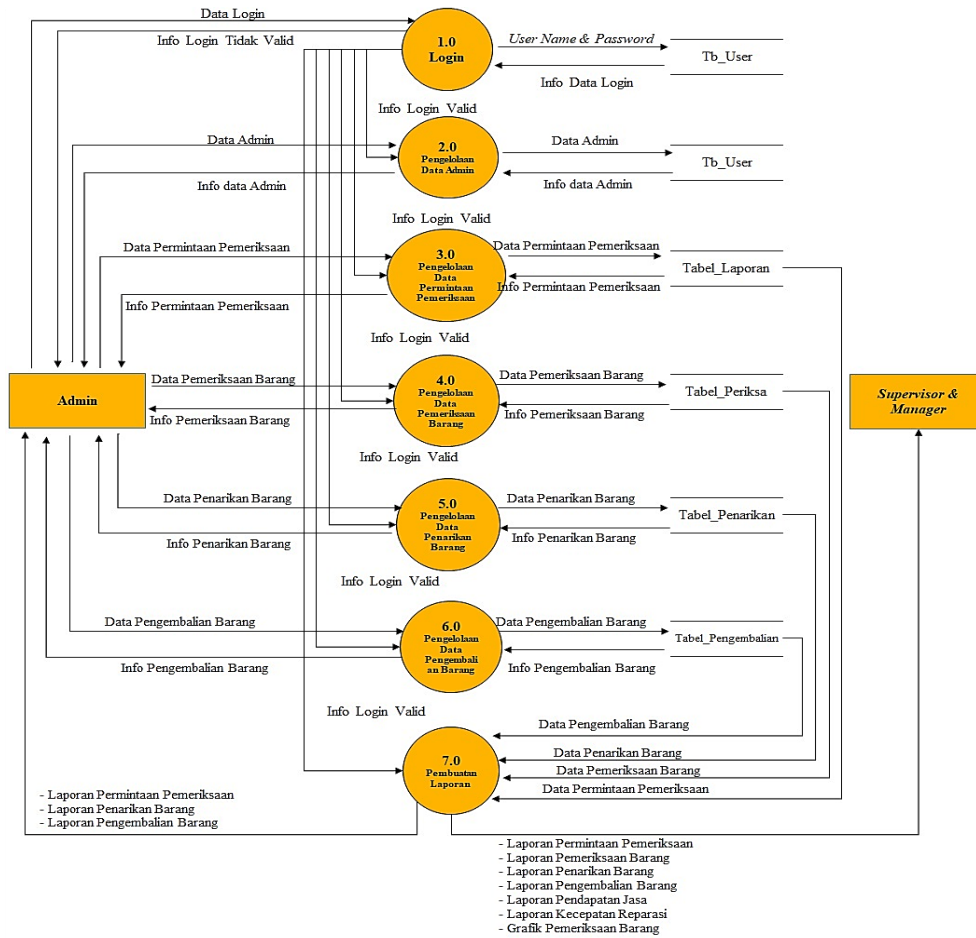 Data Login
Info Login Tidak Valid
1.0
Login
User Name & Password
Tb_User
Info Data Login
Info Login Valid
Data Admin
2.0
Pengelolaan
Data Admin
Data Admin
Tb_User
Info data Admin
Info data Admin
Info Login Valid
Data Permintaan Pemeriksaan
3.0
Pengelolaan
Data
Permintaan
Pemeriksaan
Data Permintaan Pemeriksaan
Tabel_Laporan
Info Permintaan Pemeriksaan
Info Permintaan Pemeriksaan
Info Login Valid
Admin
Data Pemeriksaan Barang
4.0
Pengelolaan
Data
Pemeriksaan
Barang
Data Pemeriksaan Barang
Tabel_Periksa
Supervisor &
Manager
Info Pemeriksaan Barang
Info Pemeriksaan Barang
Info Login Valid
Data Penarikan Barang
5.0
Pengelolaan
Data
Penarikan
Barang
Data Penarikan Barang
Tabel_Penarikan
Info Penarikan Barang
Info Penarikan Barang
Info Login Valid
Data Pengembalian Barang
6.0
Pengelolaan
Data
Pengembali
an Barang
Data Pengembalian Barang
Tabel_Pengembalian
Info Pengembalian Barang
Info Pengembalian Barang
Info Login Valid
7.0
Pembuatan
Laporan
Data Pengembalian Barang
Data Penarikan Barang
Data Pemeriksaan Barang
Data Permintaan Pemeriksaan
- Laporan Permintaan Pemeriksaan
- Laporan Penarikan Barang
- Laporan Pengembalian Barang
- Laporan Permintaan Pemeriksaan
- Laporan Pemeriksaan Barang
- Laporan Penarikan Barang
- Laporan Pengembalian Barang
- Laporan Pendapatan Jasa
- Laporan Kecepatan Reparasi
- Grafik Pemeriksaan Barang